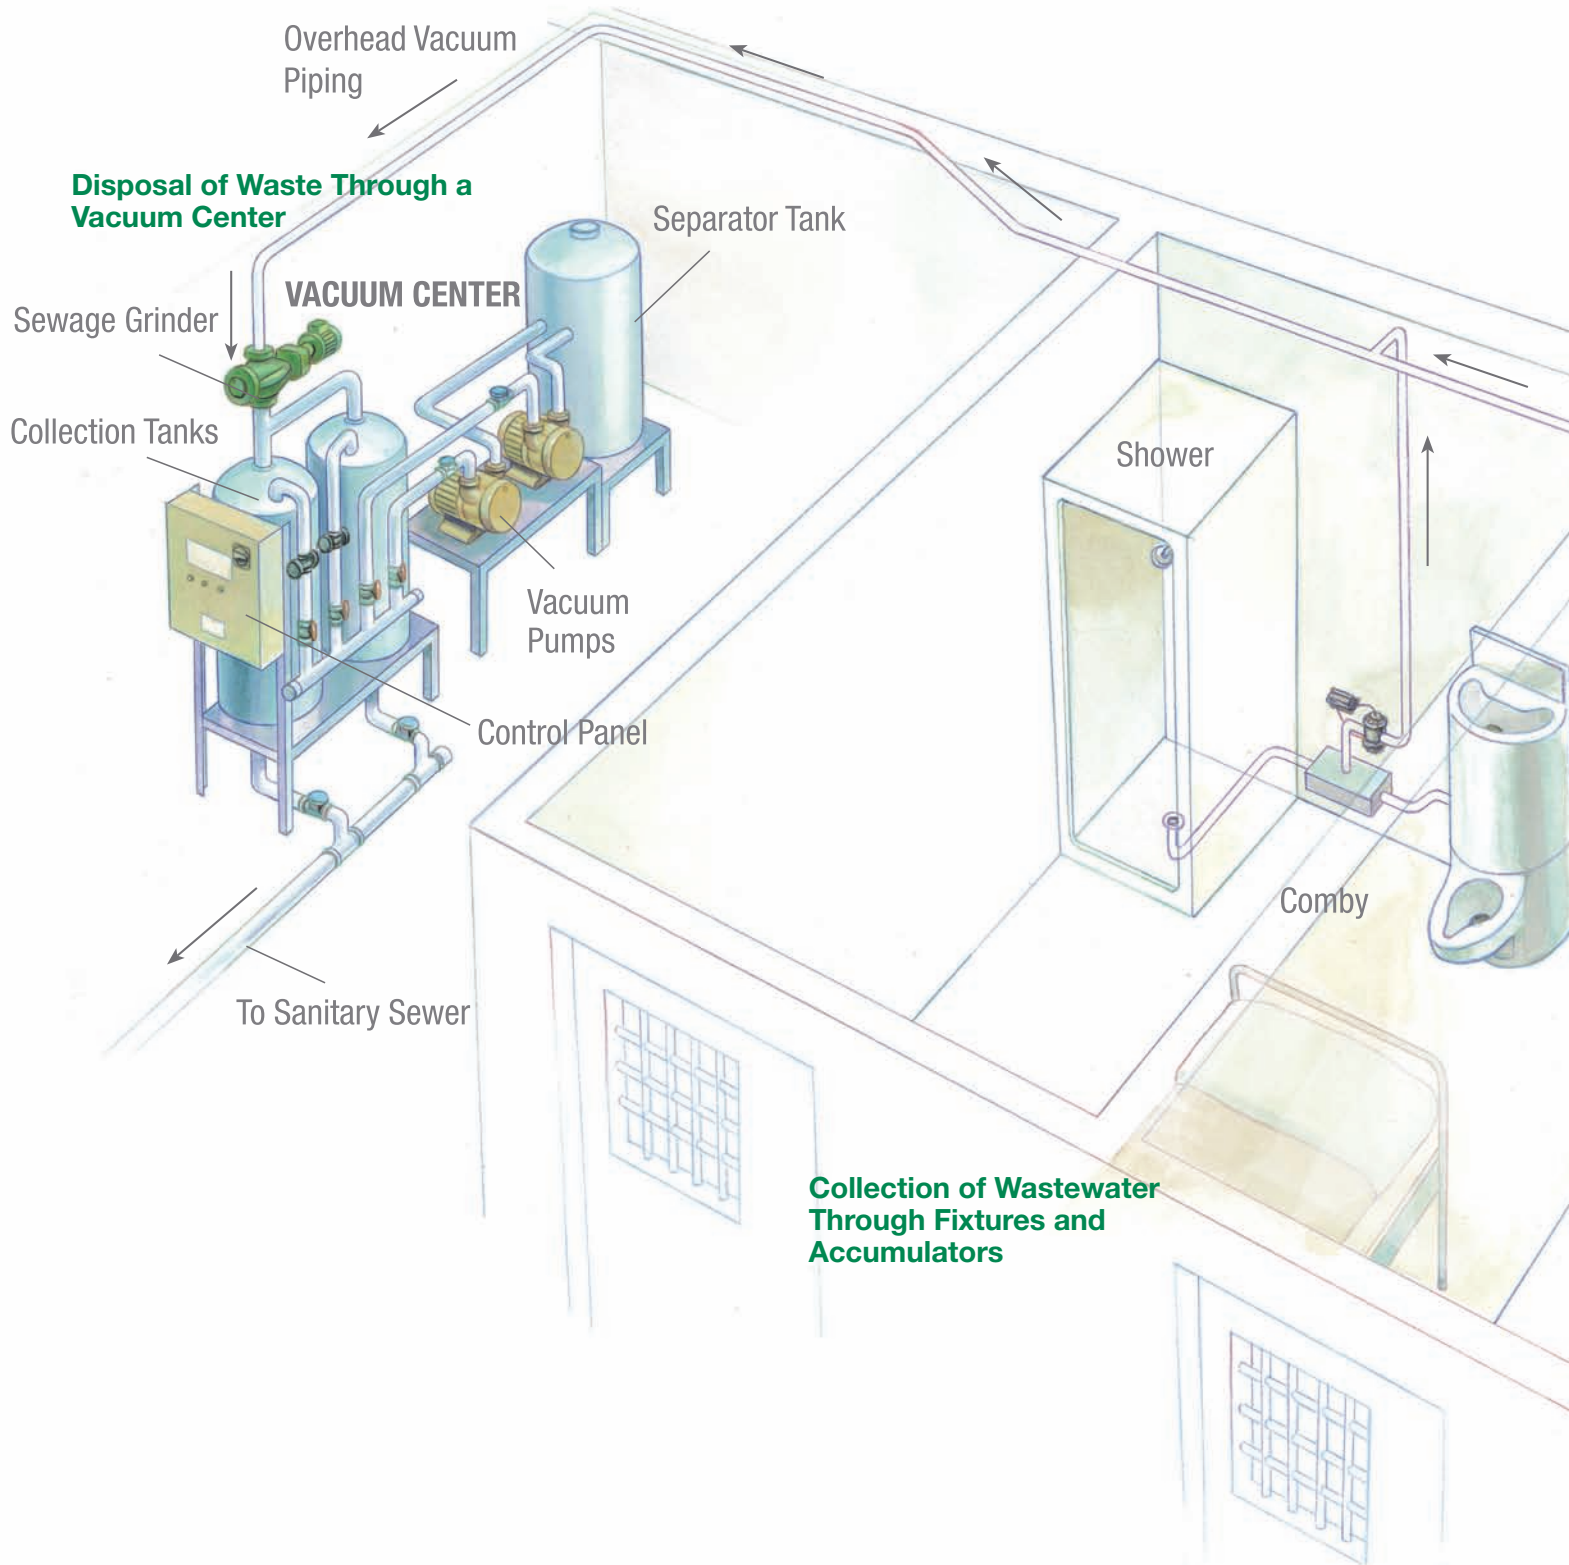 Overhead Vacuum
Piping
Disposal of Waste Through a
Vacuum Center
Separator Tank
VACUUM CENTER
Sewage Grinder
Collection Tanks
Shower
Vacuum
Pumps
Control Panel
Comby
To Sanitary Sewer
Collection of Wastewater
Through Fixtures and
Accumulators